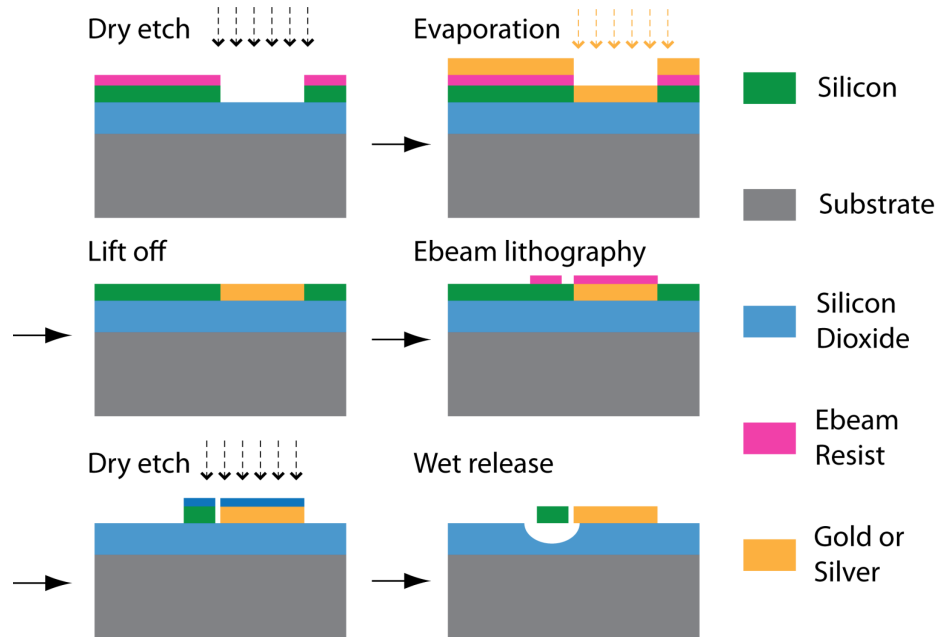 Dry etch
Evaporation
Silicon
Substrate
Lift off
Ebeam lithography
Silicon
Dioxide
Ebeam
Resist
Dry etch
Wet release
Gold or
Silver